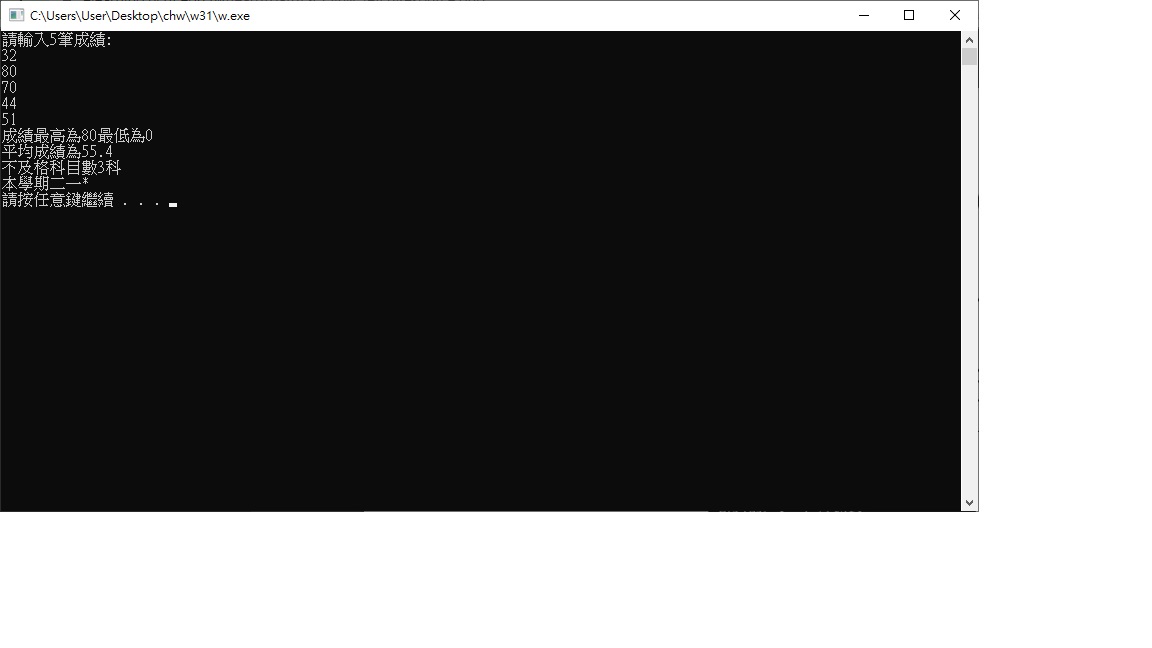 C:\Users\User\Desktop\chw\w31\w.exe
請輸入5筆成績:
32
80
70
44
51
成績最高為80最低為0
平均成績為55.4
不及格科目數3科
本學期二一*
請按任意鍵繼續 . . .